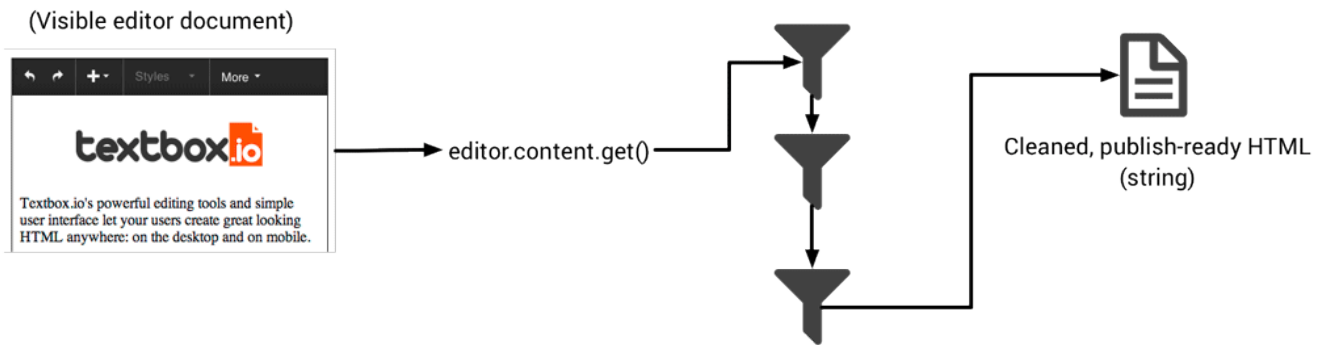 (Visible editor document)
Styles
More
textbox.io
Textbox.io's powerful editing tools and simple
user interface let your users create great looking
HTML anywhere: on the desktop and on mobile.
editor.content.get()
Cleaned, publish-ready HTML
(string)